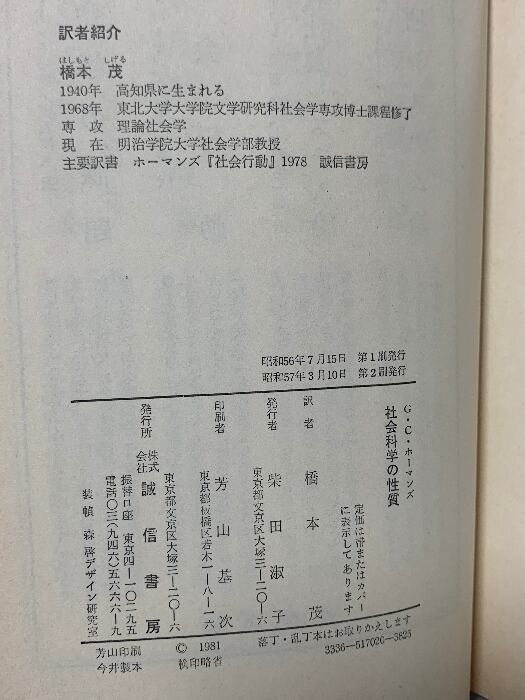 訳者紹介
はしもと しげる
橋本 茂
1940年 高知県に生まれる
1968年 東北大学大学院文学研究科社会学専攻博士課程修了
専攻 理論社会学
現在 明治学院大学社会学部教授
主要訳書 ホーマンズ『社会行動』1978 誠信書房
昭和56年7月15日 第1刷発行
昭和57年3月10日 第2刷発行
G・C・ホーマンズ
社会科学の性質
定価は帯またはカバー
に表示してあります
訳者 橋本 茂
発行者 柴田淑子
東京都文京区大塚三―二〇―六
印刷者 芳山基次
東京都板橋区若木一―八―一六
東京都文京区大塚三―二〇―六
発行所 株式会社 誠信書房
振替口座 東京四―一〇二九五
電話〇三(九四六)五六六六―九
装幀 森 啓デザイン研究室
芳山印刷
今井製本
© 1981
検印略省
落丁・乱丁本はお取りかえします
3336―517020―3825